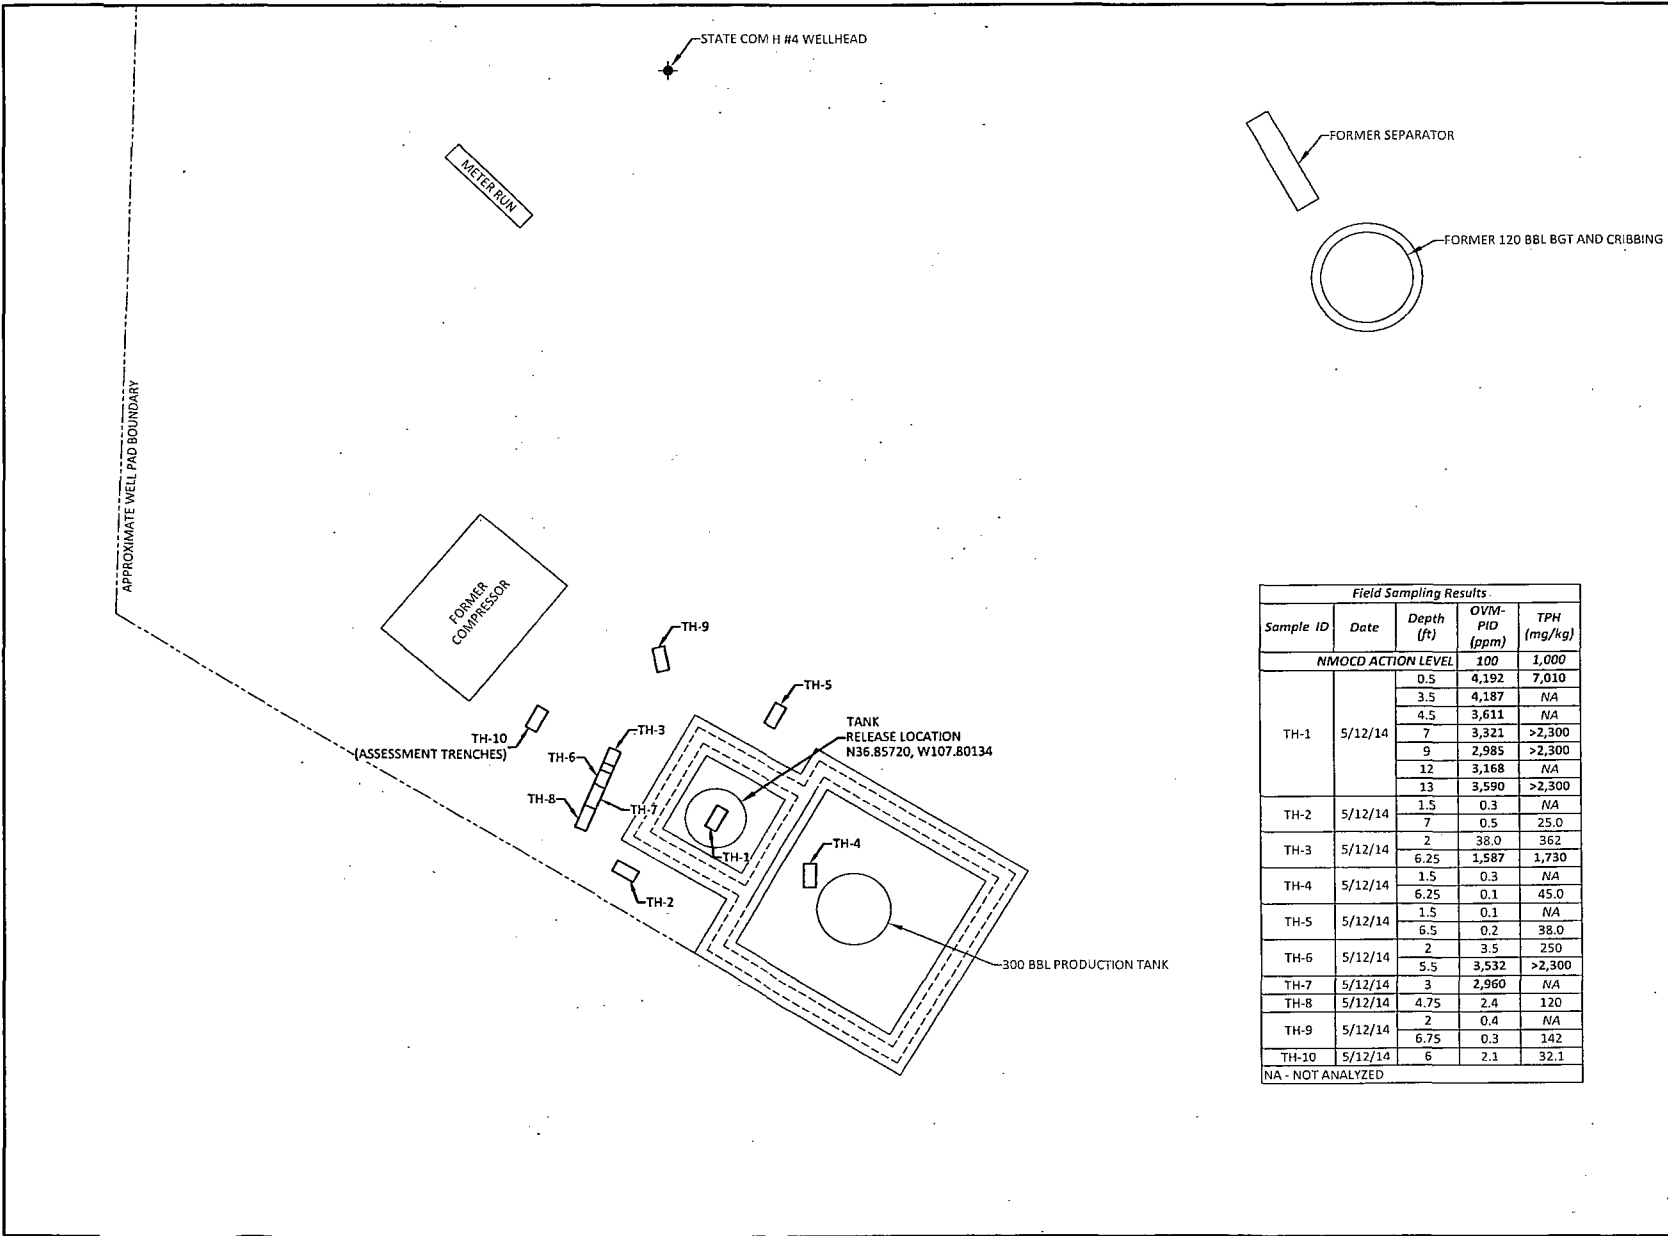 STATE COM H #4 WELLHEAD
FORMER SEPARATOR
METER RUN
FORMER 120 BBL BGT AND CRIBBING
APPROXIMATE WELL PAD BOUNDARY
FORMER
COMPRESSOR
TH-9
TH-5
TANK
RELEASE LOCATION
N36.85720, W107.80134
TH-10
(ASSESSMENT TRENCHES)
TH-3
TH-6
TH-8
TH-7
TH-1
TH-4
TH-2
300 BBL PRODUCTION TANK
Field Sampling Results
Sample ID Date Depth (ft) OVM-PID (ppm) TPH (mg/kg)
NMOCD ACTION LEVEL 100 1,000
TH-1 5/12/14 0.5 4,192 7,010
3.5 4,187 NA
4.5 3,611 NA
7 3,321 >2,300
9 2,985 >2,300
12 3,168 NA
13 3,590 >2,300
TH-2 5/12/14 1.5 0.3 NA
7 0.5 25.0
TH-3 5/12/14 2 38.0 362
6.25 1,587 1,730
TH-4 5/12/14 1.5 0.3 NA
6.25 0.1 45.0
TH-5 5/12/14 1.5 0.1 NA
6.5 0.2 38.0
TH-6 5/12/14 2 3.5 250
5.5 3,532 >2,300
TH-7 5/12/14 3 2,960 NA
TH-8 5/12/14 4.75 2.4 120
TH-9 5/12/14 2 0.4 NA
6.75 0.3 142
TH-10 5/12/14 6 2.1 32.1
NA - NOT ANALYZED